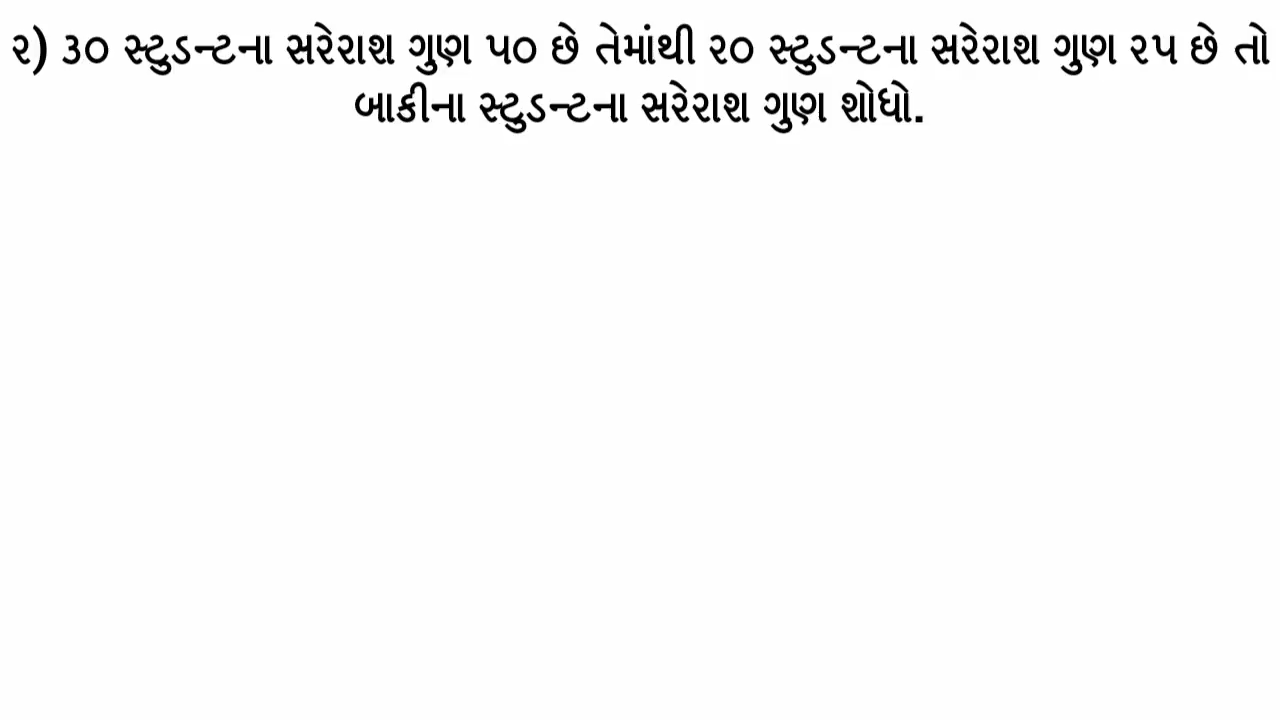 ૨) ૩૦ સ્ટુડન્ટના સરેરાશ ગુણ ૫૦ છે તેમાંથી ૨૦ સ્ટુડન્ટના સરેરાશ ગુણ ૨૫ છે તો
બાકીના સ્ટુડન્ટના સરેરાશ ગુણ શોધો.